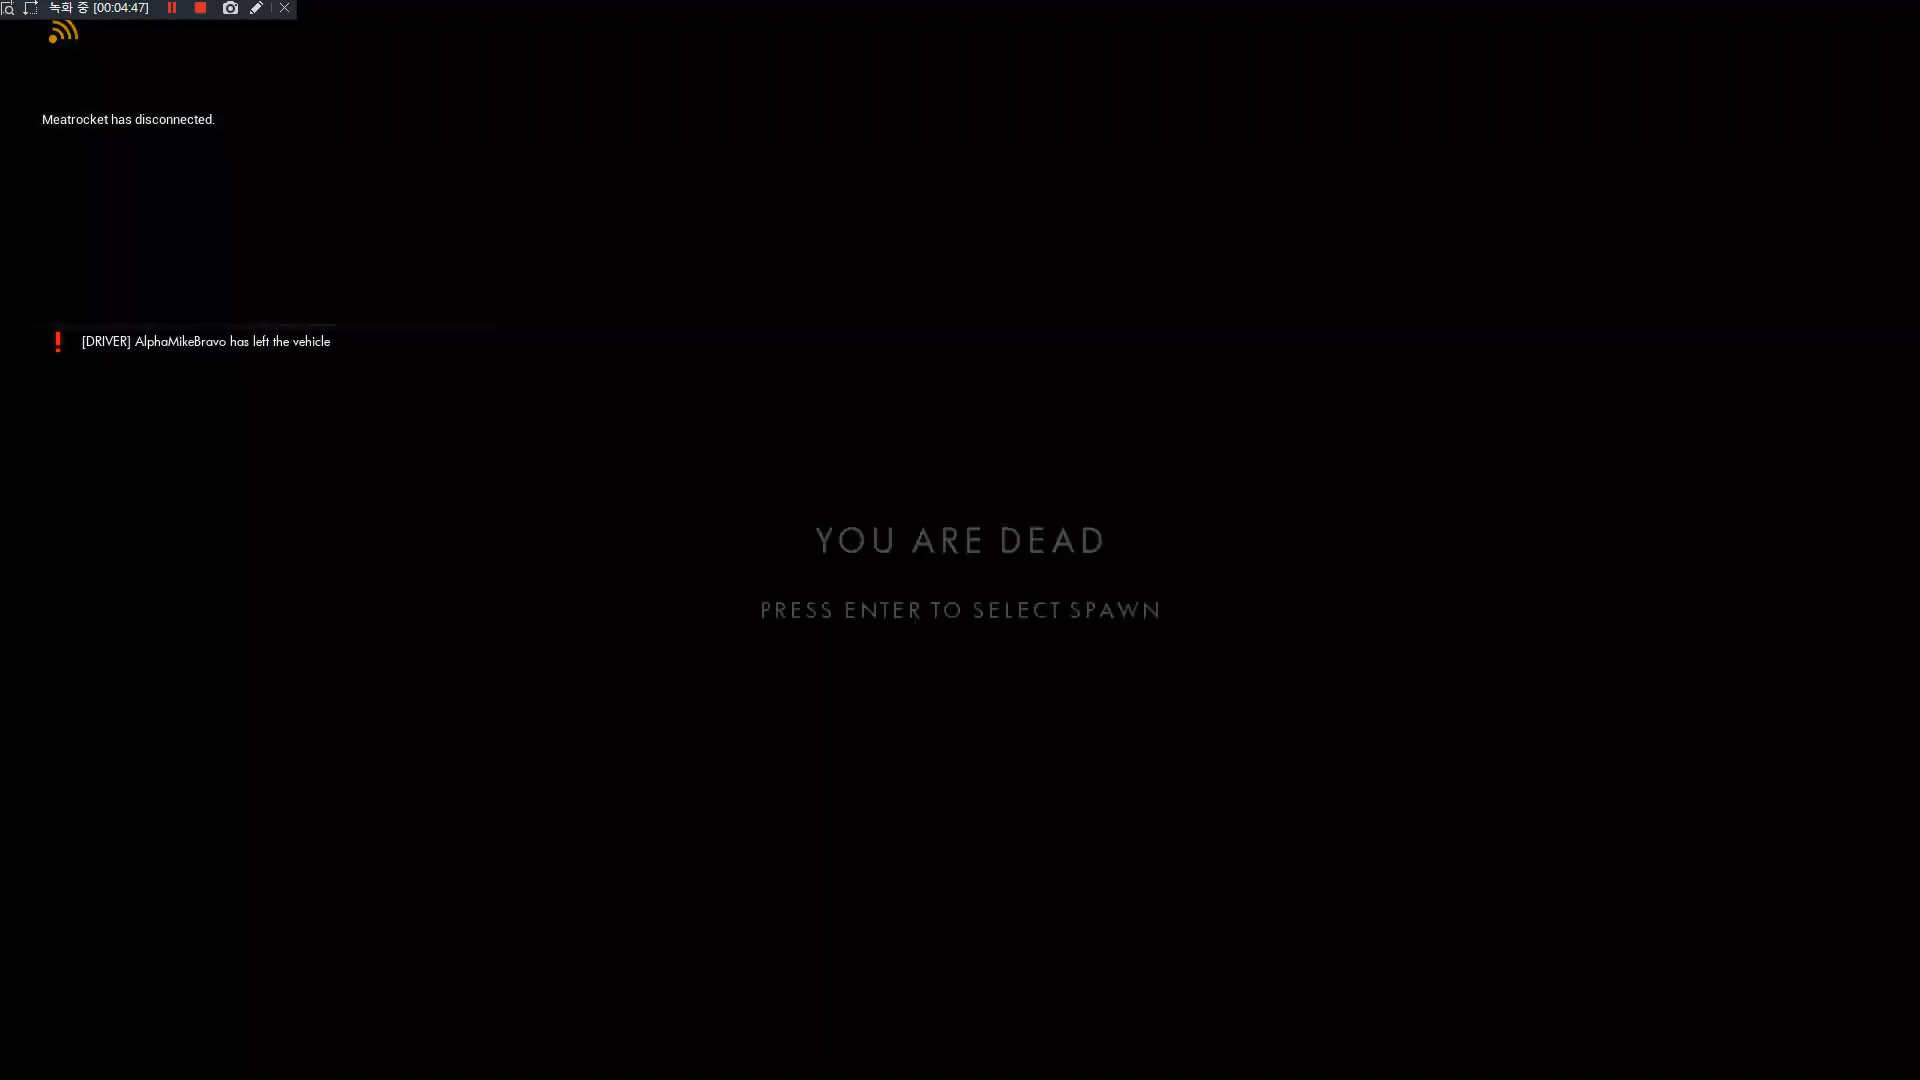 녹화 중 [00:04:47]
Meatrocket has disconnected.
[DRIVER] AlphaMikeBravo has left the vehicle
YOU ARE DEAD
PRESS ENTER TO SELECT SPAWN